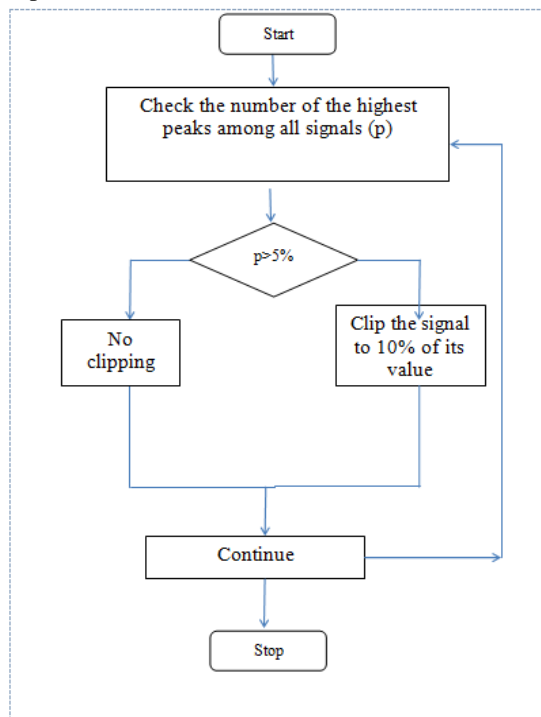 Start
Check the number of the highest
peaks among all signals (p)
p>5%
No
clipping
Clip the signal
to 10% of its
value
Continue
Stop